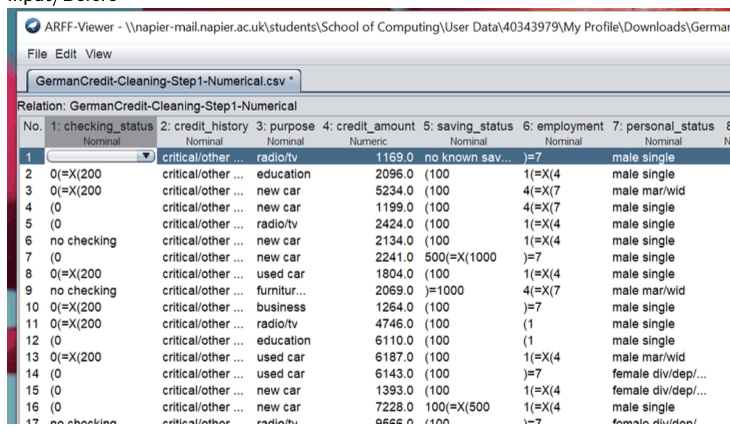 Input/Before
ARFF-Viewer - \\napier-mail.napier.ac.uk\students\School of Computing\User Data\40343979\My Profile\Downloads\German
File Edit View
GermanCredit-Cleaning-Step1-Numerical.csv *
Relation: GermanCredit-Cleaning-Step1-Numerical
No. 1: checking_status 2: credit_history 3: purpose 4: credit_amount 5: saving_status 6: employment 7: personal_status 8
Nominal Nominal Nominal Numeric Nominal Nominal Nominal N
1 critical/other ... radio/tv 1169.0 no known sav... )=7 male single
2 0(=X(200 critical/other ... education 2096.0 (100 1(=X(4 male single
3 0(=X(200 critical/other ... new car 5234.0 (100 4(=X(7 male mar/wid
4 (0 critical/other ... new car 1199.0 (100 4(=X(7 male single
5 (0 critical/other ... radio/tv 2424.0 (100 1(=X(4 male single
6 no checking critical/other ... new car 2134.0 (100 1(=X(4 male single
7 (0 critical/other ... new car 2241.0 500(=X(1000 )=7 male single
8 0(=X(200 critical/other ... used car 1804.0 (100 1(=X(4 male single
9 no checking critical/other ... furnitur... 2069.0 )=1000 4(=X(7 male mar/wid
10 0(=X(200 critical/other ... business 1264.0 (100 )=7 male single
11 0(=X(200 critical/other ... radio/tv 4746.0 (100 (1 male single
12 (0 critical/other ... education 6110.0 (100 (1 male single
13 0(=X(200 critical/other ... used car 6187.0 (100 1(=X(4 male mar/wid
14 (0 critical/other ... used car 6143.0 (100 )=7 female div/dep/...
15 (0 critical/other ... new car 1393.0 (100 1(=X(4 female div/dep/...
16 (0 critical/other ... new car 7228.0 100(=X(500 1(=X(4 male single
17 no checking critical/other ... radio/tv 9566.0 (100 )=7 female div/dep/